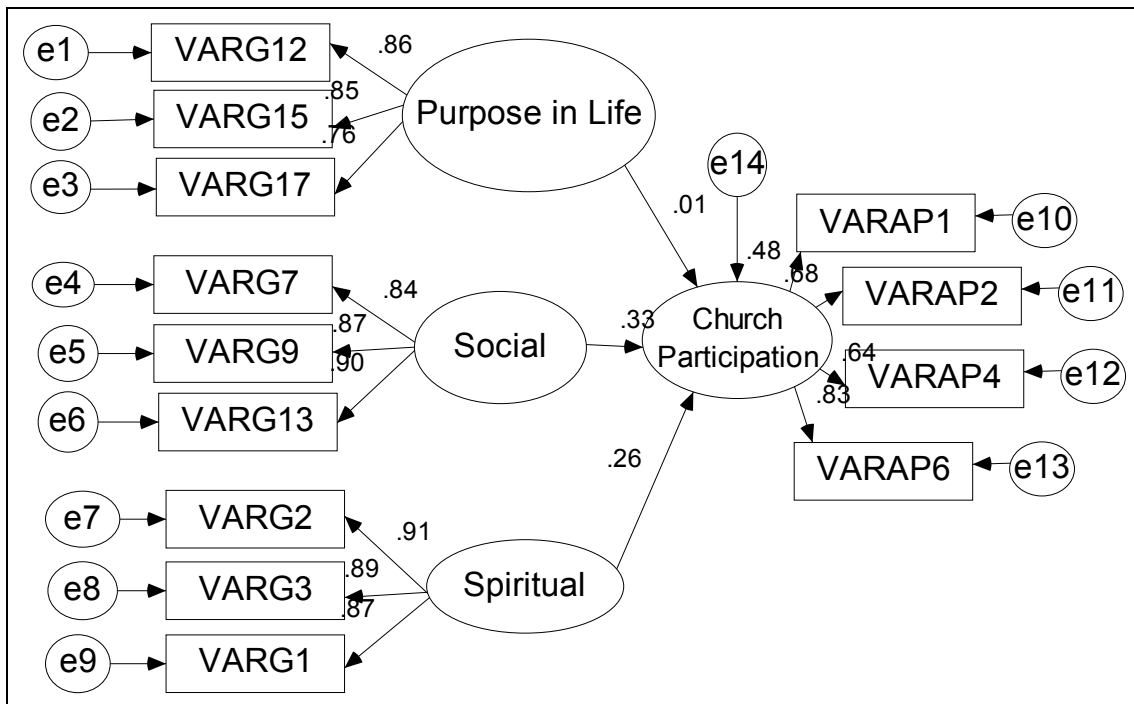 e1
VARG12
.86
e2
VARG15
.85
Purpose in Life
e3
VARG17
.76
e14
.01
e4
VARG7
.84
e5
VARG9
.87
Social
e6
VARG13
.90
.33
.26
e7
VARG2
.91
e8
VARG3
.89
Spiritual
e9
VARG1
.87
Church
Participation
.48
VARAP1
e10
.68
VARAP2
e11
.64
VARAP4
e12
.83
VARAP6
e13